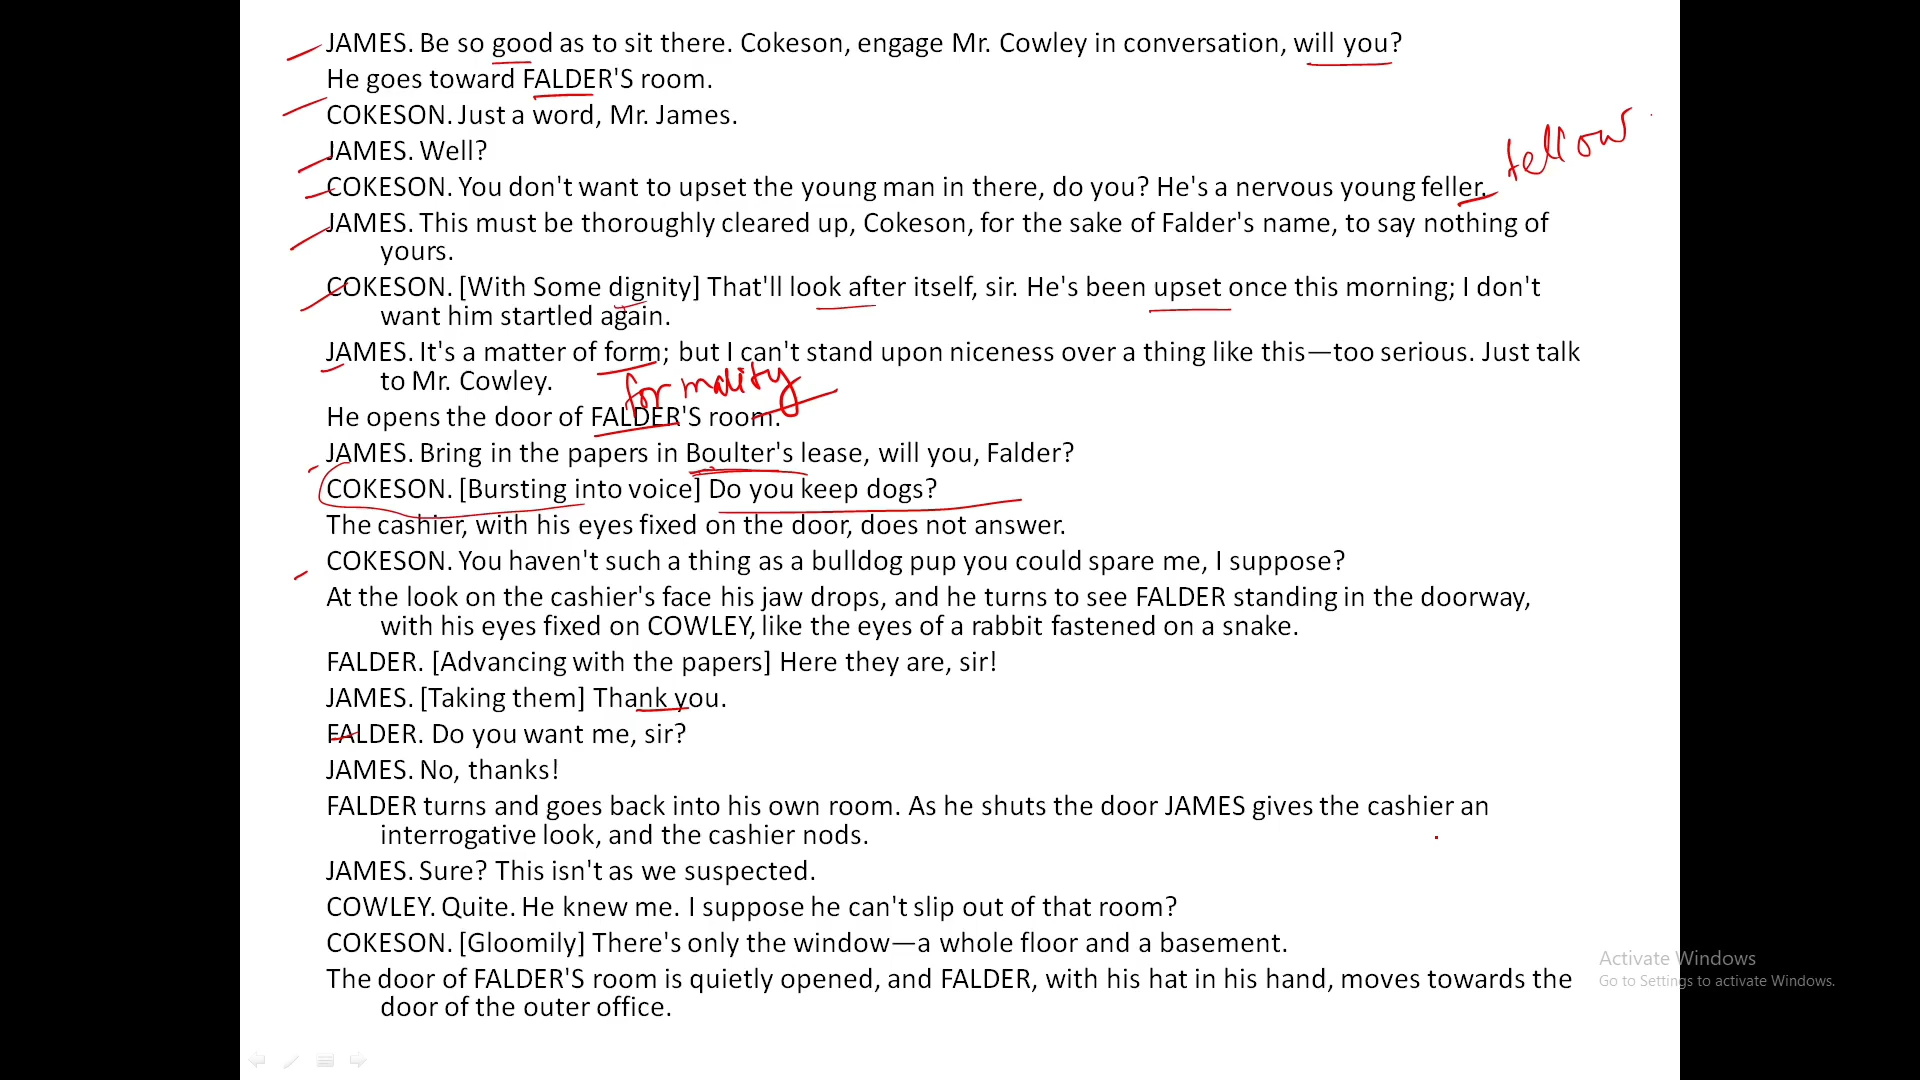 JAMES. Be so good as to sit there. Cokeson, engage Mr. Cowley in conversation, will you?
He goes toward FALDER'S room.
COKESON. Just a word, Mr. James.
JAMES. Well?
fellow
COKESON. You don't want to upset the young man in there, do you? He's a nervous young feller.
JAMES. This must be thoroughly cleared up, Cokeson, for the sake of Falder's name, to say nothing of
yours.
COKESON. [With Some dignity] That'll look after itself, sir. He's been upset once this morning; I don't
want him startled again.
JAMES. It's a matter of form; but I can't stand upon niceness over a thing like this—too serious. Just talk
to Mr. Cowley.
formality
He opens the door of FALDER'S room.
JAMES. Bring in the papers in Boulter's lease, will you, Falder?
COKESON. [Bursting into voice] Do you keep dogs?
The cashier, with his eyes fixed on the door, does not answer.
COKESON. You haven't such a thing as a bulldog pup you could spare me, I suppose?
At the look on the cashier's face his jaw drops, and he turns to see FALDER standing in the doorway,
with his eyes fixed on COWLEY, like the eyes of a rabbit fastened on a snake.
FALDER. [Advancing with the papers] Here they are, sir!
JAMES. [Taking them] Thank you.
FALDER. Do you want me, sir?
JAMES. No, thanks!
FALDER turns and goes back into his own room. As he shuts the door JAMES gives the cashier an
interrogative look, and the cashier nods.
JAMES. Sure? This isn't as we suspected.
COWLEY. Quite. He knew me. I suppose he can't slip out of that room?
COKESON. [Gloomily] There's only the window—a whole floor and a basement.
The door of FALDER'S room is quietly opened, and FALDER, with his hat in his hand, moves towards the
door of the outer office.
Activate Windows
Go to Settings to activate Windows.